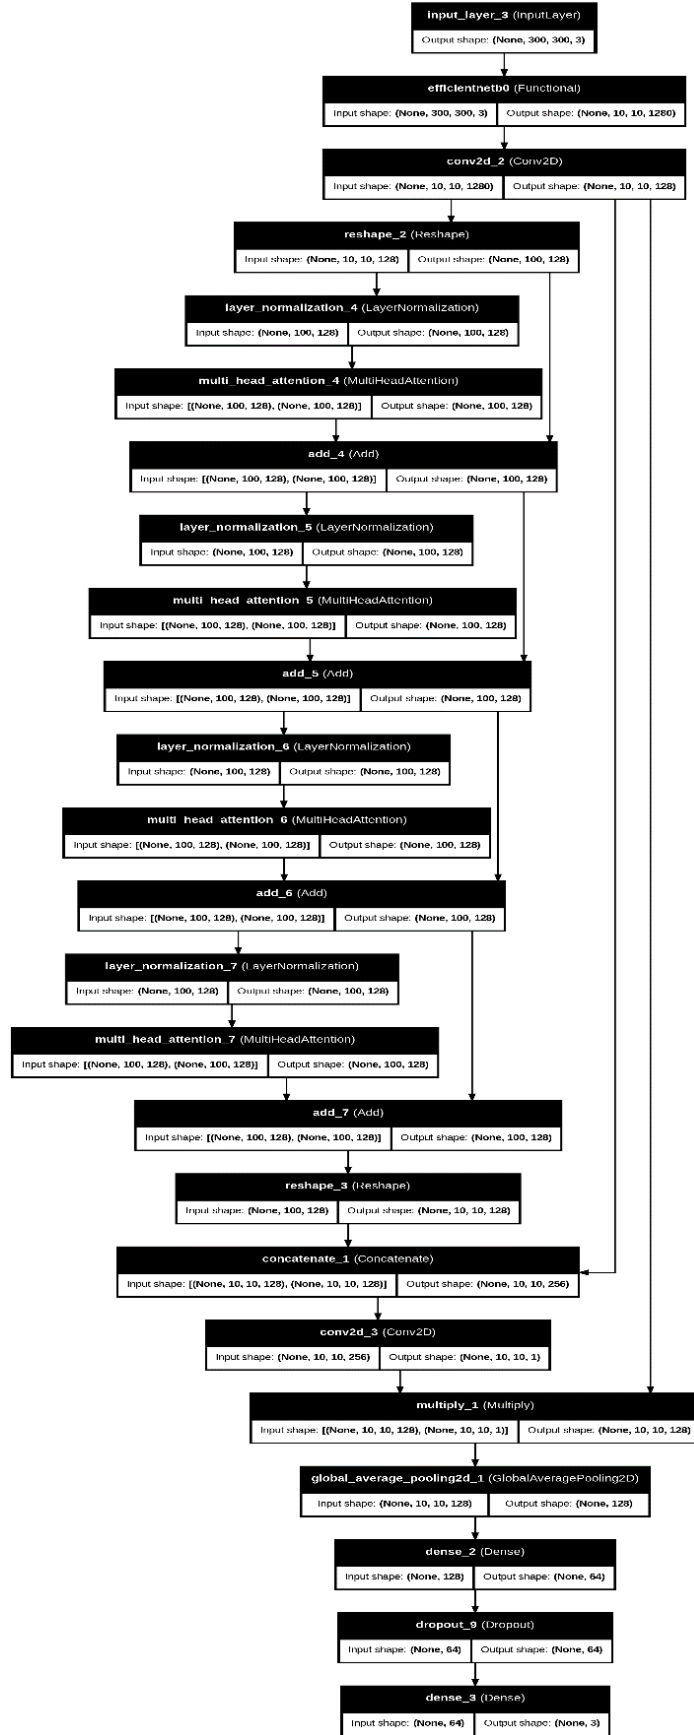 input_layer_3 (InputLayer)
Output shape: (None, 300, 300, 3)
efficientnetb0 (Functional)
Input shape: (None, 300, 300, 3) Output shape: (None, 10, 10, 1280)
conv2d_2 (Conv2D)
Input shape: (None, 10, 10, 1280) Output shape: (None, 10, 10, 128)
reshape_2 (Reshape)
Input shape: (None, 10, 10, 128) Output shape: (None, 100, 128)
layer_normalization_4 (LayerNormalization)
Input shape: (None, 100, 128) Output shape: (None, 100, 128)
multi_head_attention_4 (MultiHeadAttention)
Input shape: [(None, 100, 128), (None, 100, 128)] Output shape: (None, 100, 128)
add_4 (Add)
Input shape: [(None, 100, 128), (None, 100, 128)] Output shape: (None, 100, 128)
layer_normalization_5 (LayerNormalization)
Input shape: (None, 100, 128) Output shape: (None, 100, 128)
multi_head_attention_5 (MultiHeadAttention)
Input shape: [(None, 100, 128), (None, 100, 128)] Output shape: (None, 100, 128)
add_5 (Add)
Input shape: [(None, 100, 128), (None, 100, 128)] Output shape: (None, 100, 128)
layer_normalization_6 (LayerNormalization)
Input shape: (None, 100, 128) Output shape: (None, 100, 128)
multi_head_attention_6 (MultiHeadAttention)
Input shape: [(None, 100, 128), (None, 100, 128)] Output shape: (None, 100, 128)
add_6 (Add)
Input shape: [(None, 100, 128), (None, 100, 128)] Output shape: (None, 100, 128)
layer_normalization_7 (LayerNormalization)
Input shape: (None, 100, 128) Output shape: (None, 100, 128)
multi_head_attention_7 (MultiHeadAttention)
Input shape: [(None, 100, 128), (None, 100, 128)] Output shape: (None, 100, 128)
add_7 (Add)
Input shape: [(None, 100, 128), (None, 100, 128)] Output shape: (None, 100, 128)
reshape_3 (Reshape)
Input shape: (None, 100, 128) Output shape: (None, 10, 10, 128)
concatenate_1 (Concatenate)
Input shape: [(None, 10, 10, 128), (None, 10, 10, 128)] Output shape: (None, 10, 10, 256)
conv2d_3 (Conv2D)
Input shape: (None, 10, 10, 256) Output shape: (None, 10, 10, 1)
multiply_1 (Multiply)
Input shape: [(None, 10, 10, 128), (None, 10, 10, 1)] Output shape: (None, 10, 10, 128)
global_average_pooling2d_1 (GlobalAveragePooling2D)
Input shape: (None, 10, 10, 128) Output shape: (None, 128)
dense_2 (Dense)
Input shape: (None, 128) Output shape: (None, 64)
dropout_9 (Dropout)
Input shape: (None, 64) Output shape: (None, 64)
dense_3 (Dense)
Input shape: (None, 64) Output shape: (None, 3)